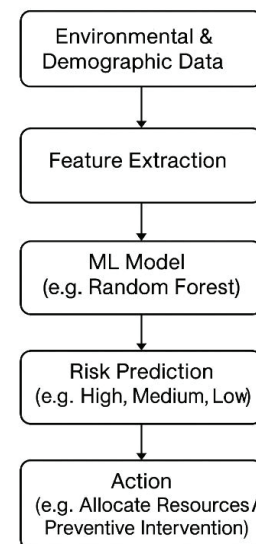 Environmental &
Demographic Data
Feature Extraction
ML Model
(e.g. Random Forest)
Risk Prediction
(e.g. High, Medium, Low)
Action
(e.g. Allocate Resources/
Preventive Intervention)